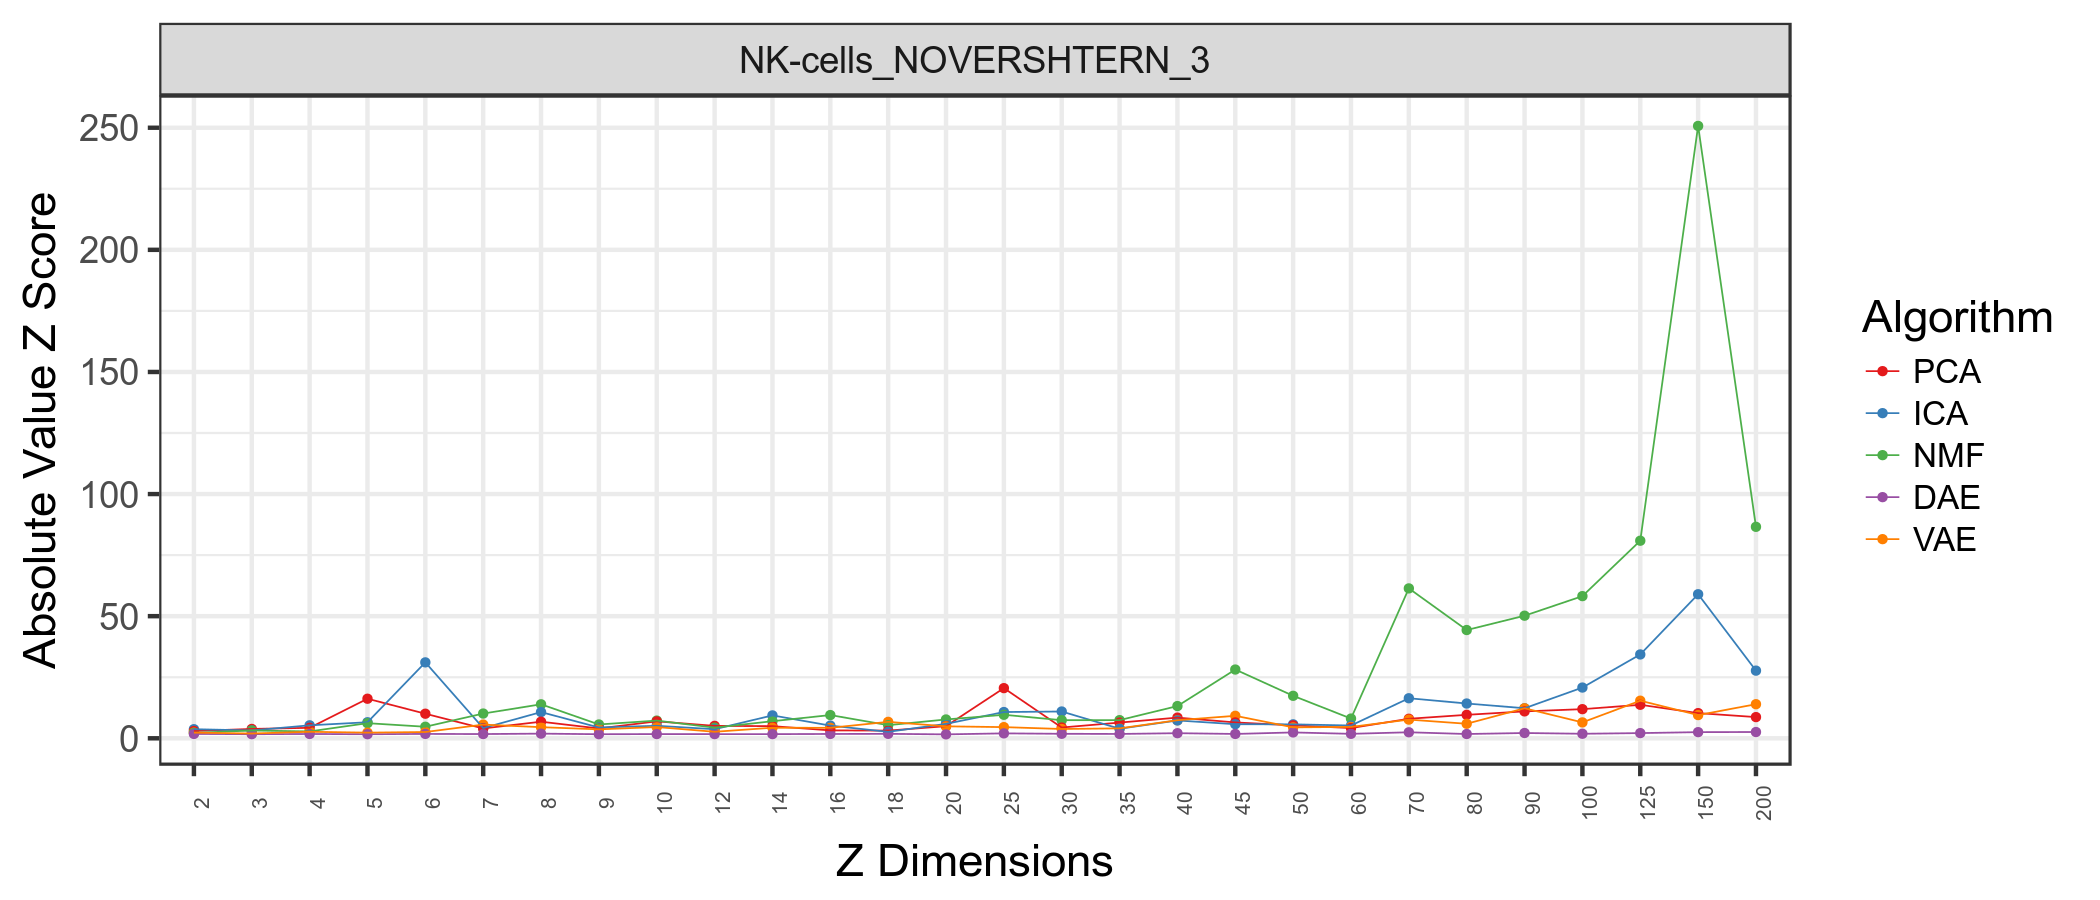 NK-cells_NOVERSHTERN_3
Absolute Value Z Score
250
200
150
100
50
0
2 3 4 5 6 7 8 9 10 12 14 16 18 20 25 30 35 40 45 50 60 70 80 90 100 125 150 200
Z Dimensions
Algorithm
PCA
ICA
NMF
DAE
VAE